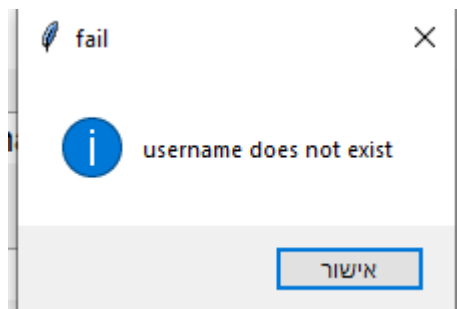 fail
username does not exist
אישור